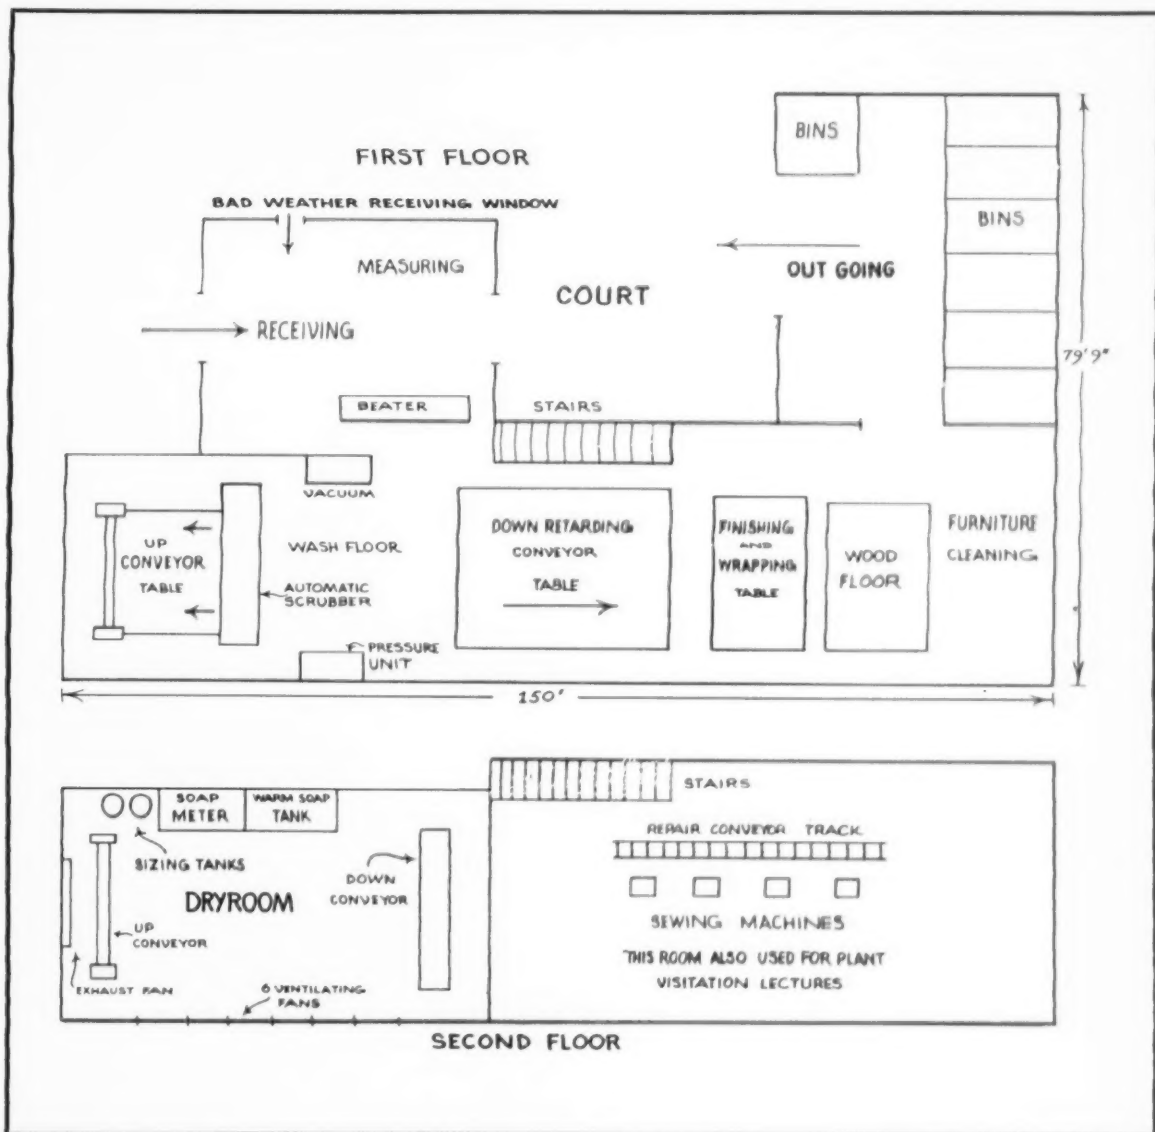 FIRST FLOOR
BINS
BAD WEATHER RECEIVING WINDOW
MEASURING
BINS
OUT GOING
COURT
RECEIVING
79'9"
BEATER
STAIRS
VACUUM
UP
CONVEYOR
TABLE
WASH FLOOR
AUTOMATIC
SCRUBBER
DOWN RETARDING
CONVEYOR
TABLE
FINISHING
AND
WRAPPING
TABLE
WOOD
FLOOR
FURNITURE
CLEANING
PRESSURE
UNIT
150'
SOAP
METER
WARM SOAP
TANK
STAIRS
SIZING TANKS
DRYROOM
DOWN
CONVEYOR
UP
CONVEYOR
EXHAUST FAN
6 VENTILATING
FANS
REPAIR CONVEYOR TRACK
SEWING MACHINES
THIS ROOM ALSO USED FOR PLANT
VISITATION LECTURES
SECOND FLOOR